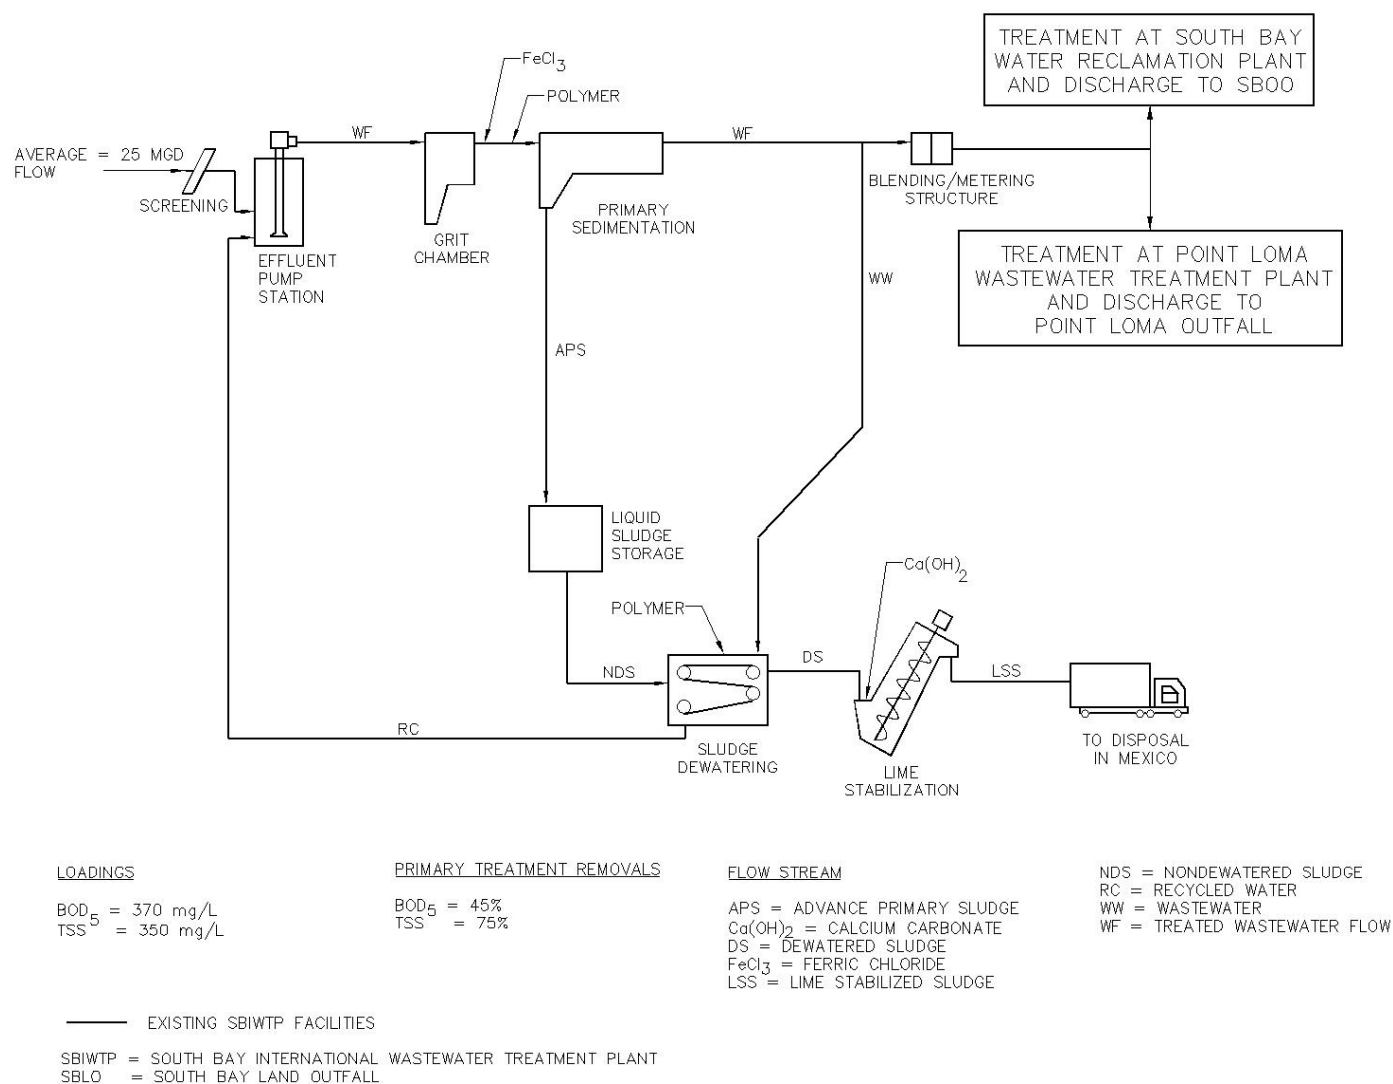 TREATMENT AT SOUTH BAY
WATER RECLAMATION PLANT
AND DISCHARGE TO SBOO
FeCl3
POLYMER
WF
WF
AVERAGE = 25 MGD
FLOW
SCREENING
BLENDING/METERING
STRUCTURE
PRIMARY
SEDIMENTATION
GRIT
CHAMBER
EFFLUENT
PUMP
STATION
TREATMENT AT POINT LOMA
WASTEWATER TREATMENT PLANT
AND DISCHARGE TO
POINT LOMA OUTFALL
WW
APS
LIQUID
SLUDGE
STORAGE
Ca(OH)2
POLYMER
NDS
DS
LSS
RC
SLUDGE
DEWATERING
LIME
STABILIZATION
TO DISPOSAL
IN MEXICO
LOADINGS
BOD5 = 370 mg/L
TSS = 350 mg/L
PRIMARY TREATMENT REMOVALS
BOD5 = 45%
TSS = 75%
FLOW STREAM
APS = ADVANCE PRIMARY SLUDGE
Ca(OH)2 = CALCIUM CARBONATE
DS = DEWATERED SLUDGE
FeCl3 = FERRIC CHLORIDE
LSS = LIME STABILIZED SLUDGE
NDS = NONDEWATERED SLUDGE
RC = RECYCLED WATER
WW = WASTEWATER
WF = TREATED WASTEWATER FLOW
EXISTING SBIWTP FACILITIES
SBIWTP = SOUTH BAY INTERNATIONAL WASTEWATER TREATMENT PLANT
SBLO = SOUTH BAY LAND OUTFALL